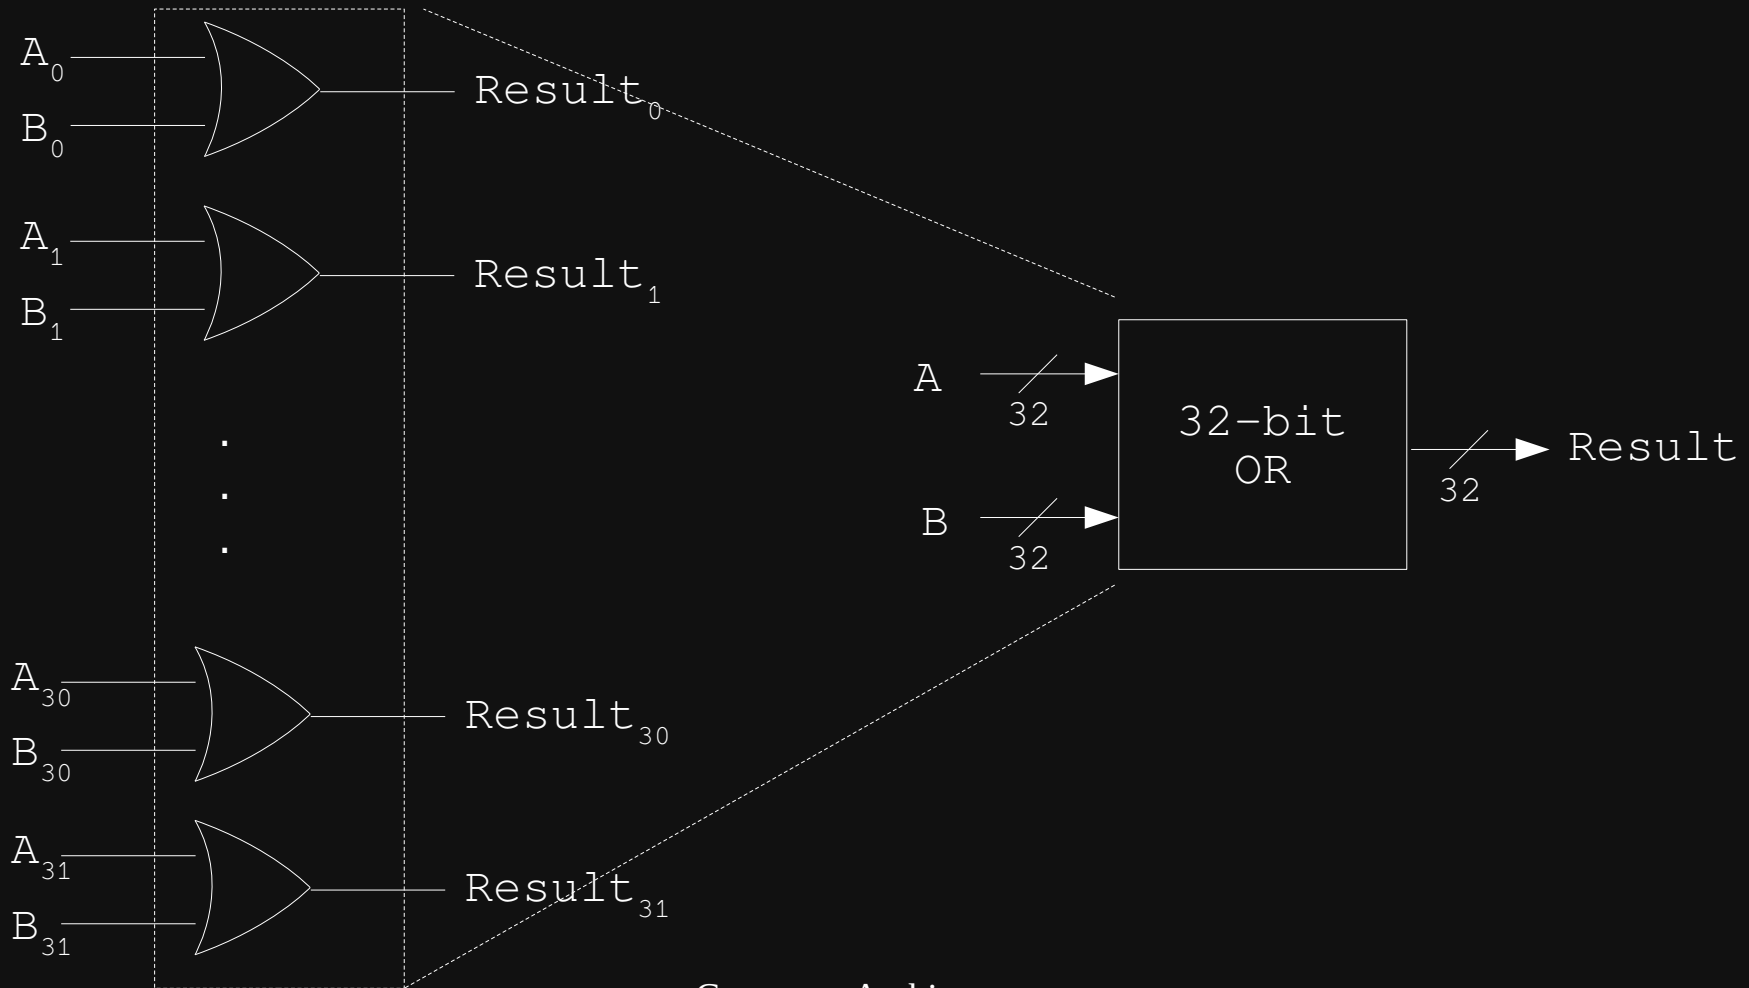 A0
B0
Result0
A1
B1
Result1
.
.
.
A
32
B
32
32-bit
OR
Result
32
A30
B30
Result30
A31
B31
Result31